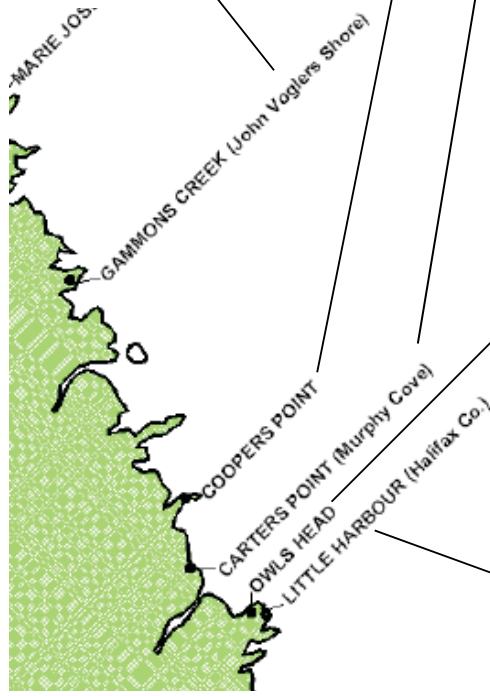 MARIE JOS
GAMMONS CREEK (John Voglers Shore)
COOPERS POINT
CARTERS POINT (Murphy Cove)
OWLS HEAD
LITTLE HARBOUR (Halifax Co.)